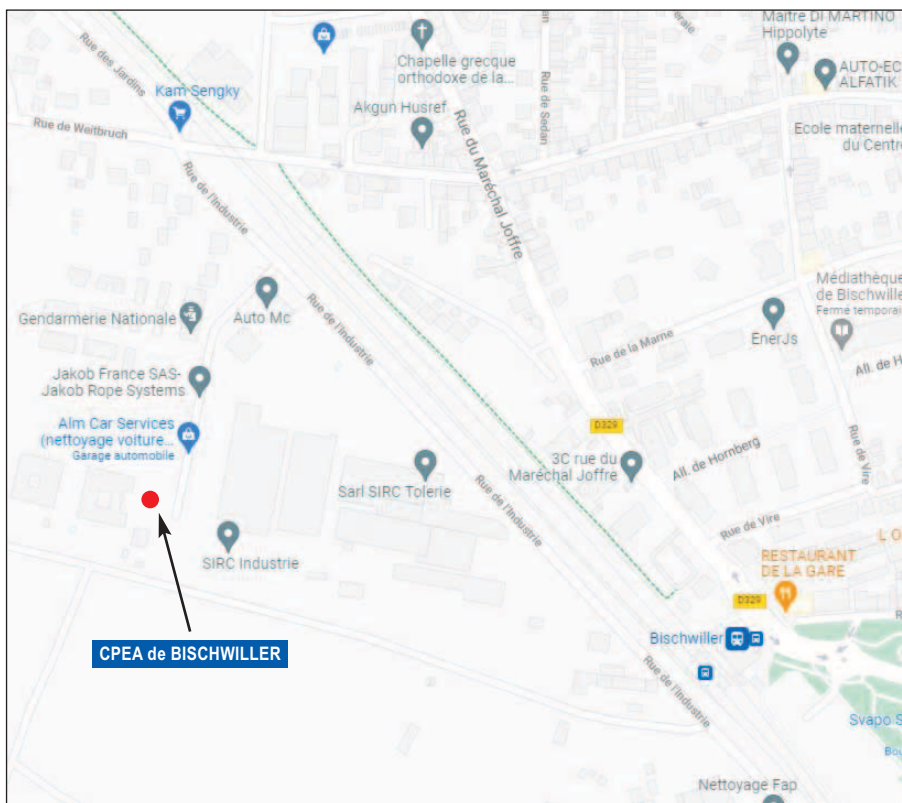 Maitre DI MARTINO
Hippolyte
Rue des Jardins
Chapelle grecque
orthodoxe de la...
Rue de Sedan
AUTO-EC
ALFATIK
Kam Sengky
Akgun Husref
Rue de Weitbruch
Rue du Maréchal Joffre
Ecole maternelle
du Centre
Rue de l'Industrie
Médiathèque
de Bischwille
Fermé temporai
Gendarmerie Nationale
Auto Mc
Rue de l'Industrie
Rue de la Marne
EnerJs
All. de H
Jakob France SAS-
Jakob Rope Systems
Alm Car Services
(nettoyage voiture...
Garage automobile
D329
All. de Hornberg
Rue de Vire
3C rue du
Maréchal Joffre
Sarl SIRC Tolerie
Rue de l'Industrie
Rue de Vire
L O
SIRC Industrie
RESTAURANT
DE LA GARE
D329
R
Bischwiller
CPEA de BISCHWILLER
Rue de l'Industrie
Svapo S
Bou
Nettoyage Fap